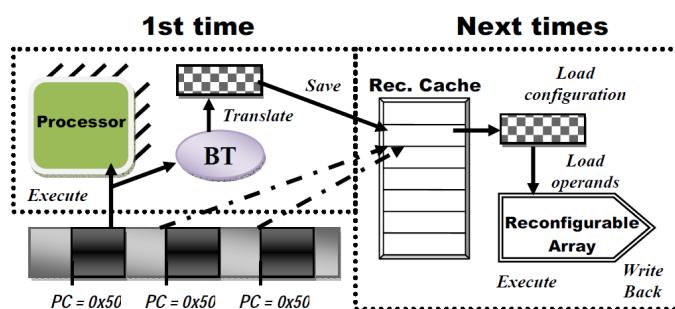 1st time
Next times
Processor
Execute
BT
Translate
Save
Rec. Cache
Load
configuration
Load
operands
Reconfigurable
Array
Execute
Write
Back
PC = 0x50
PC = 0x50
PC = 0x50